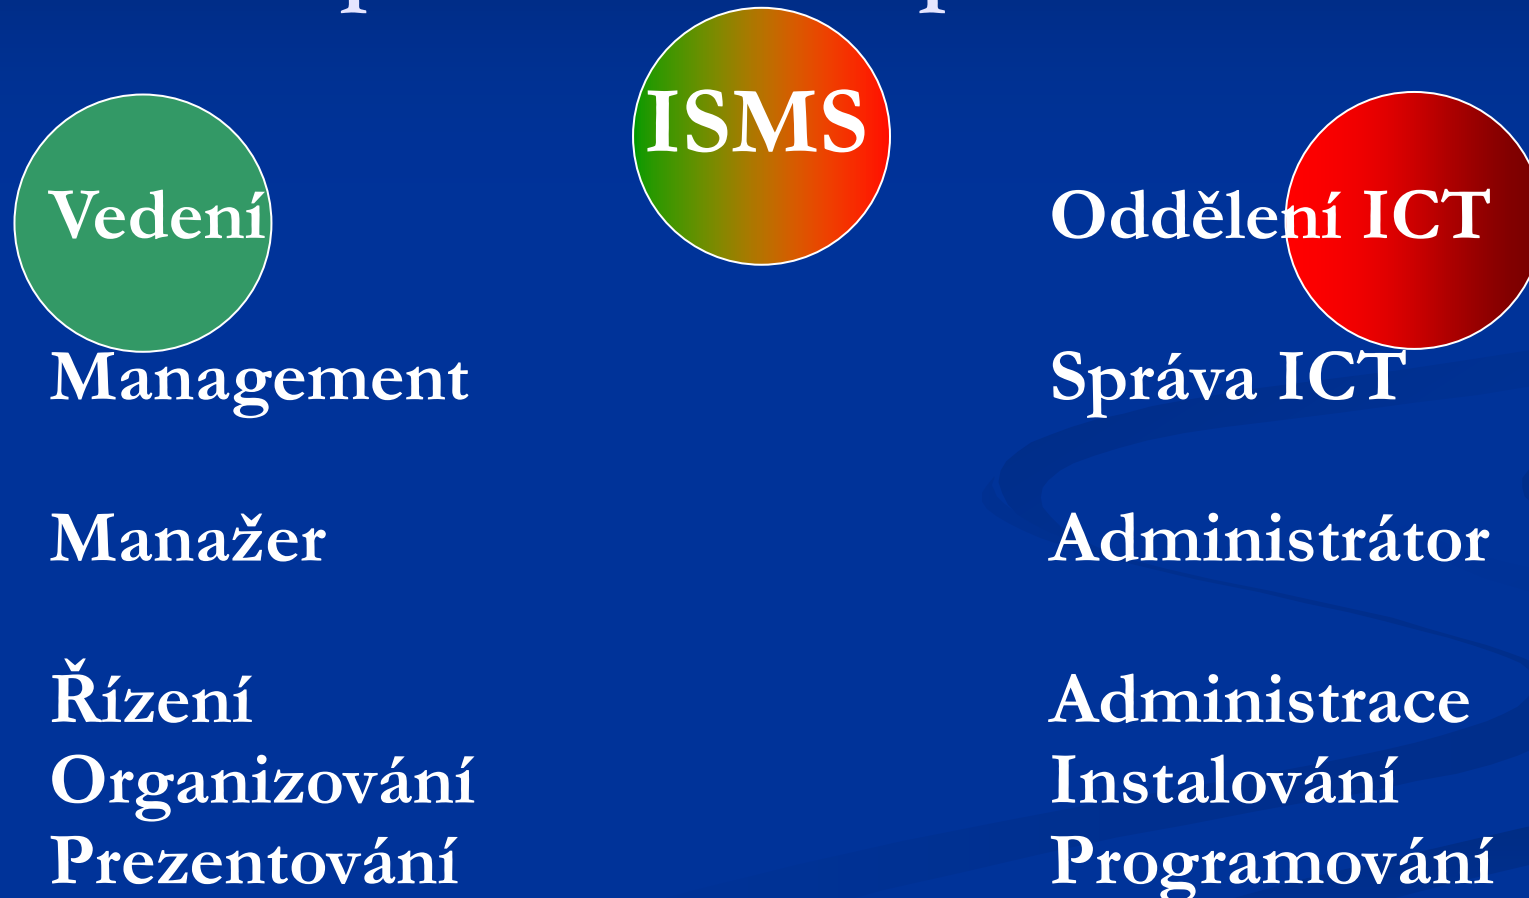 ISMS
Vedení Oddělení ICT
Management Správa ICT
Manažer Administrátor
Řízení Administrace
Organizování Instalování
Prezentování Programování